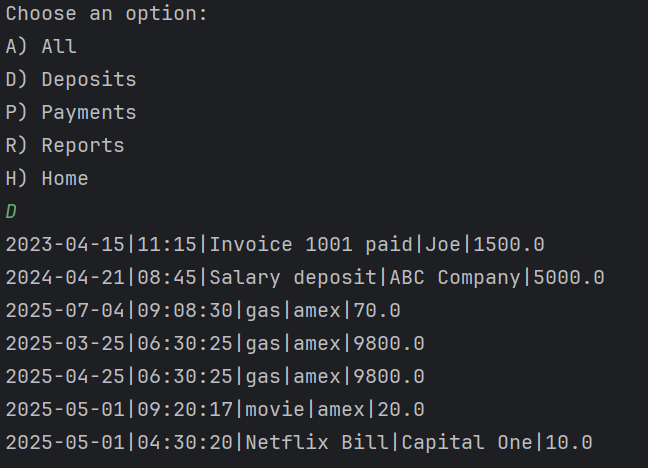 Choose an option:
A) All
D) Deposits
P) Payments
R) Reports
H) Home
D
2023-04-15|11:15|Invoice 1001 paid|Joe|1500.0
2024-04-21|08:45|Salary deposit|ABC Company|5000.0
2025-07-04|09:08:30|gas|amex|70.0
2025-03-25|06:30:25|gas|amex|9800.0
2025-04-25|06:30:25|gas|amex|9800.0
2025-05-01|09:20:17|movie|amex|20.0
2025-05-01|04:30:20|Netflix Bill|Capital One|10.0